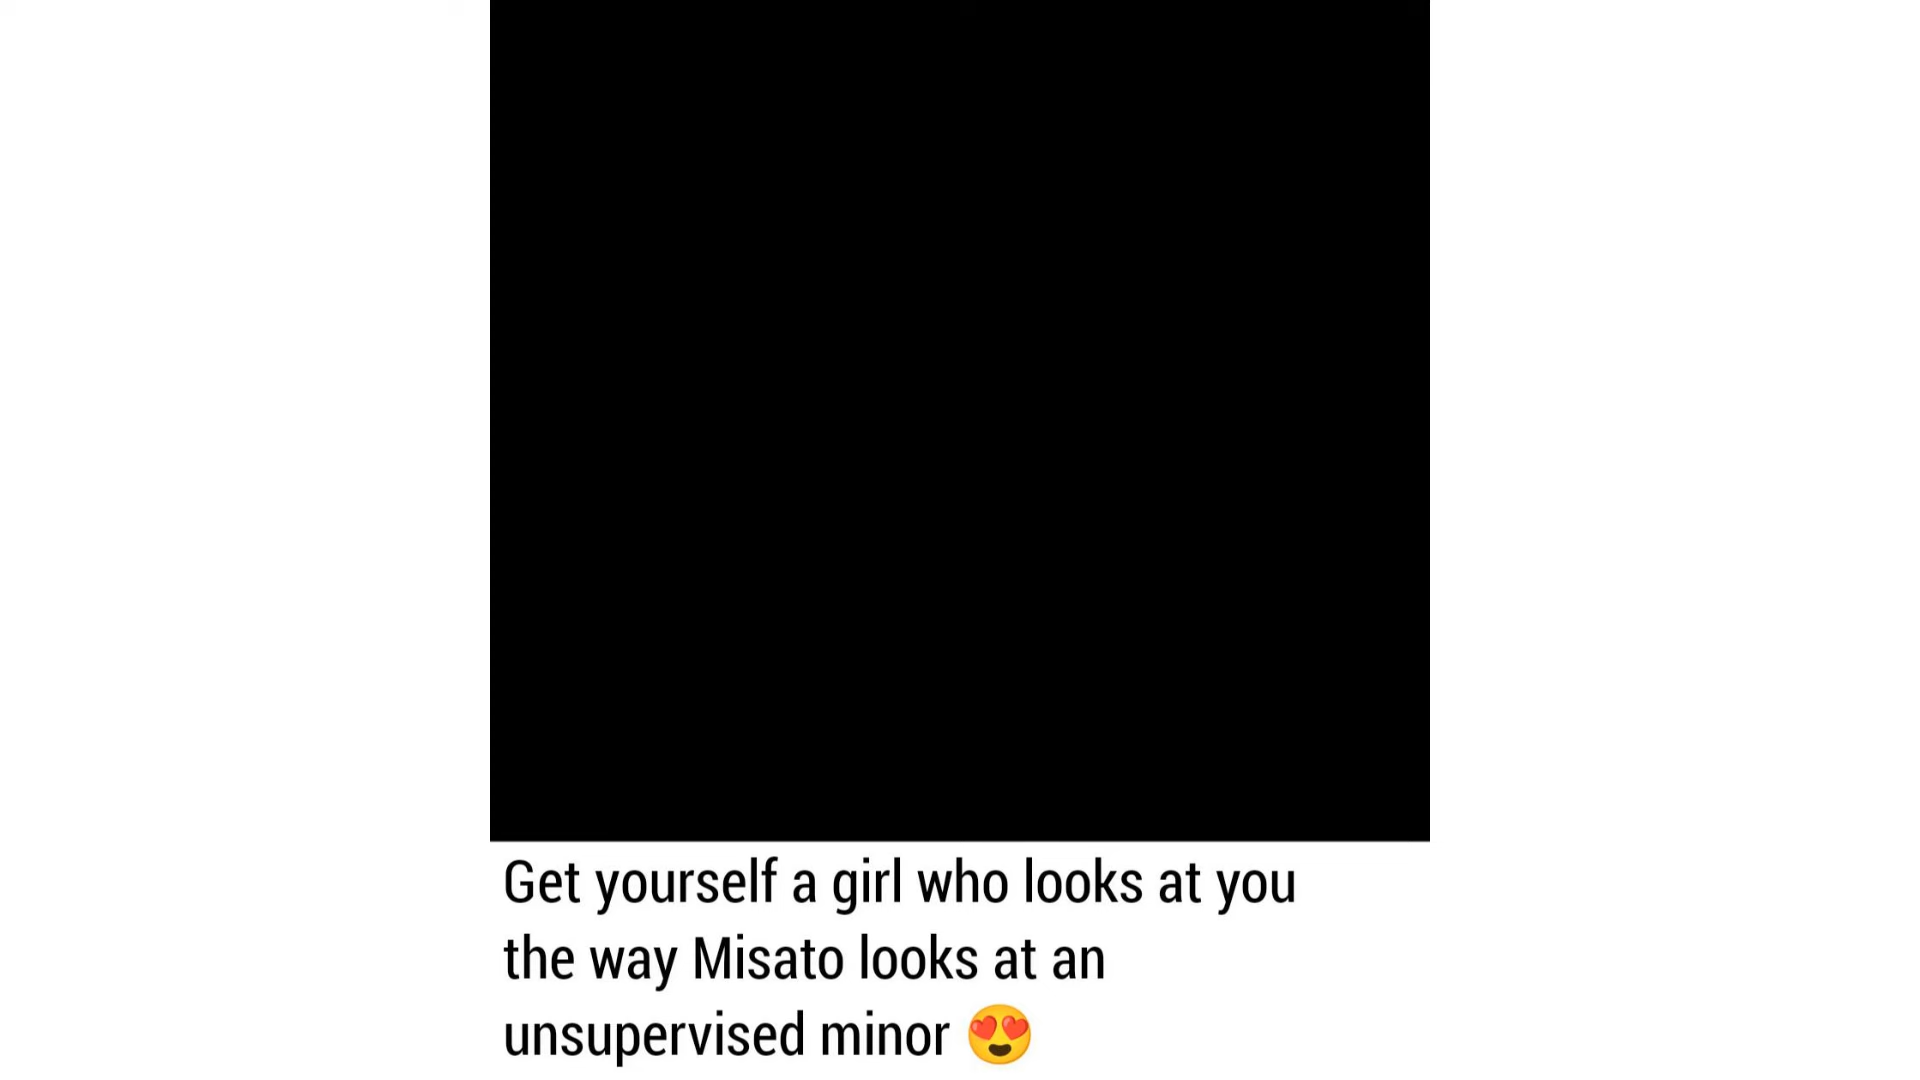 Get yourself a girl who looks at you
the way Misato looks at an
unsupervised minor 😍